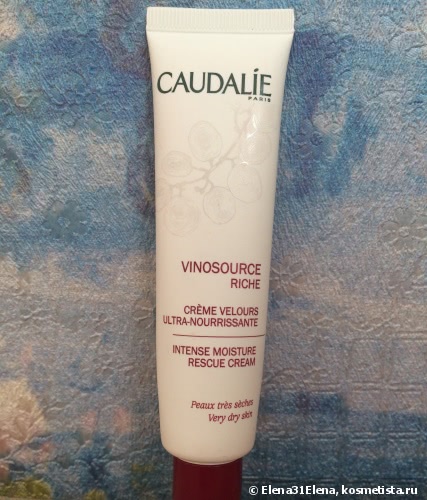 CAUDALÍE
PARIS
VINOSOURCE
RICHE
CRÈME VELOURS
ULTRA-NOURRISSANTE
INTENSE MOISTURE
RESCUE CREAM
Peaux très sèches
Very dry skin
© Elena31Elena, kosmetista.ru